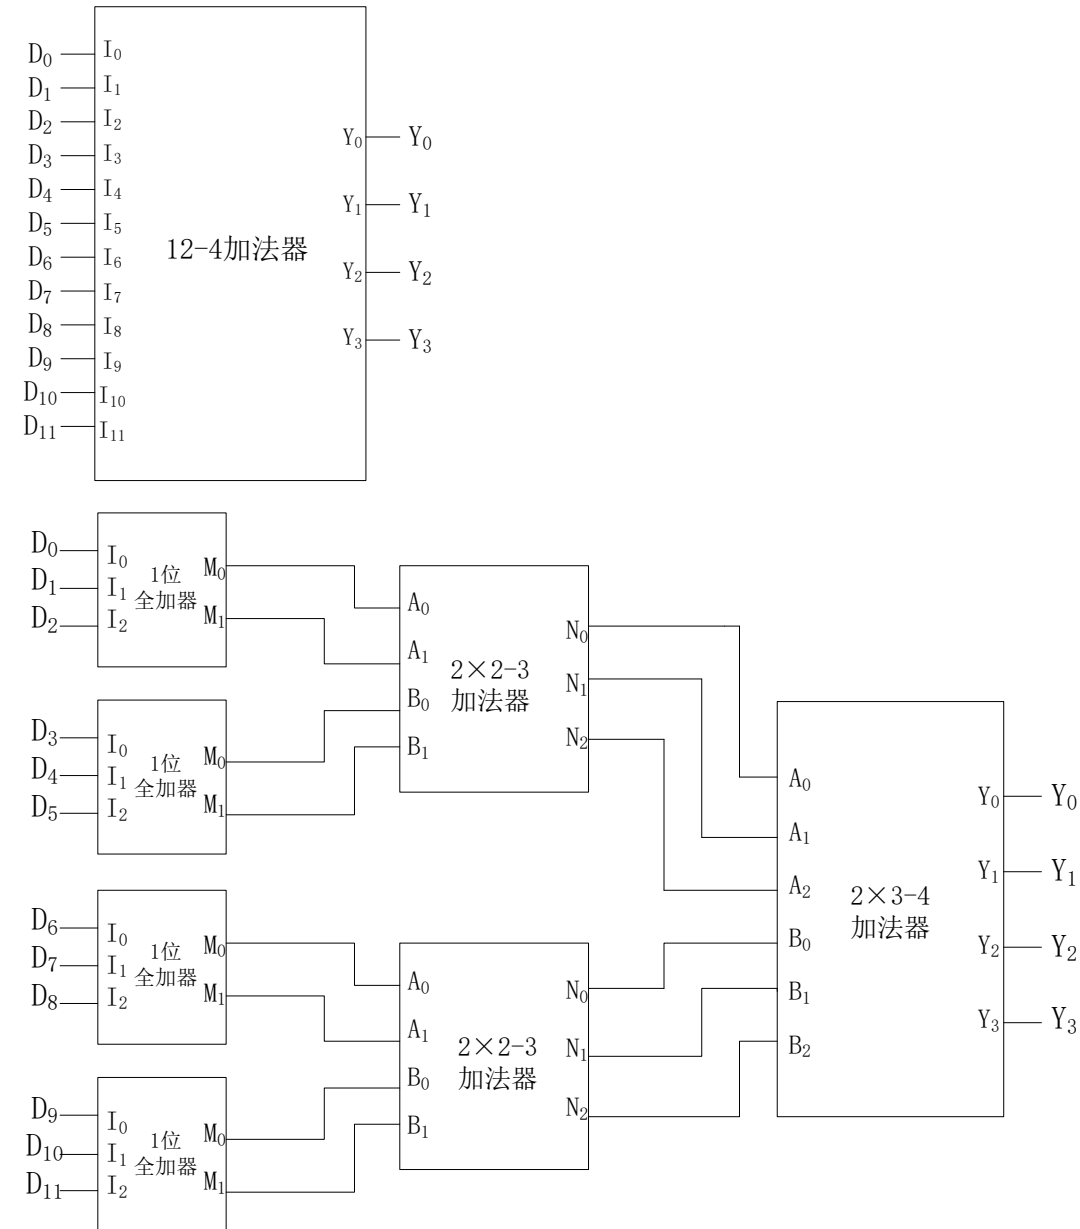 D₀ I₀
D₁ I₁
D₂ I₂
D₃ I₃ Y₀ Y₀
D₄ I₄
D₅ I₅ Y₁ Y₁
12-4加法器
D₆ I₆ Y₂ Y₂
D₇ I₇
D₈ I₈ Y₃ Y₃
D₉ I₉
D₁₀ I₁₀
D₁₁ I₁₁
D₀ I₀ M₀
D₁ I₁ 1位
D₂ I₂ 全加器 M₁
D₃ I₀ M₀
D₄ I₁ 1位
D₅ I₂ 全加器 M₁
A₀ N₀
A₁ 2×2-3 N₁
B₀ 加法器 N₂
B₁
D₆ I₀ M₀
D₇ I₁ 1位
D₈ I₂ 全加器 M₁
D₉ I₀ M₀
D₁₀ I₁ 1位
D₁₁ I₂ 全加器 M₁
A₀ N₀
A₁ 2×2-3 N₁
B₀ 加法器 N₂
B₁
A₀ Y₀ Y₀
A₁ Y₁ Y₁
A₂ 2×3-4
B₀ 加法器 Y₂ Y₂
B₁ Y₃ Y₃
B₂